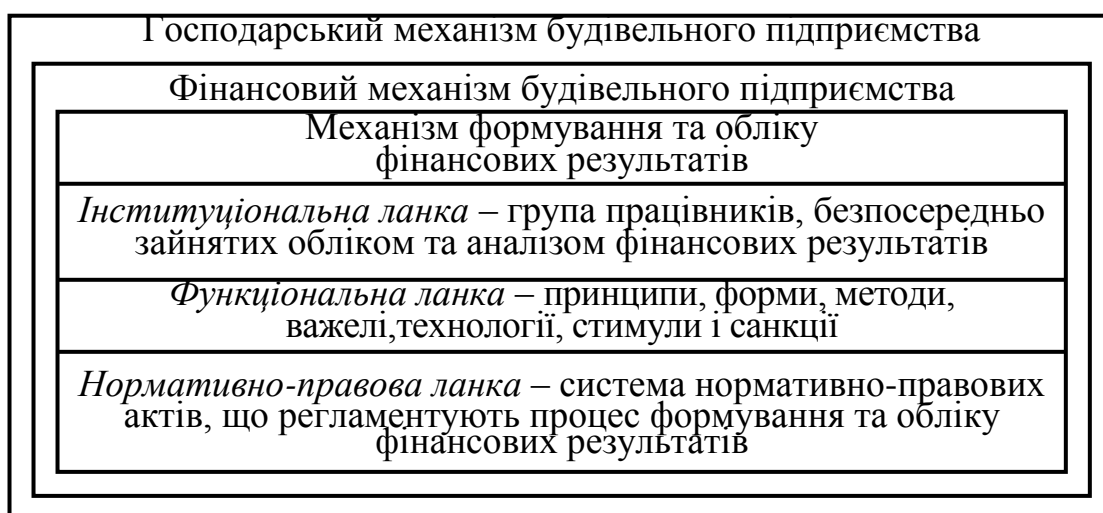 Господарський механізм будівельного підприємства
Фінансовий механізм будівельного підприємства
Механізм формування та обліку
фінансових результатів
Інституціональна ланка – група працівників, безпосередньо
зайнятих обліком та аналізом фінансових результатів
Функціональна ланка – принципи, форми, методи,
важелі,технології, стимули і санкції
Нормативно-правова ланка – система нормативно-правових
актів, що регламентують процес формування та обліку
фінансових результатів